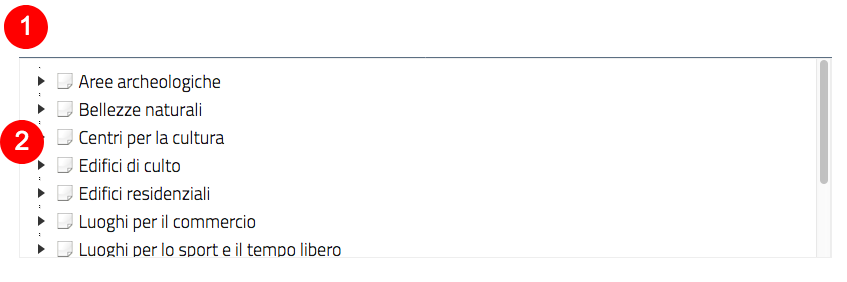 1
Aree archeologiche
Bellezze naturali
2
Centri per la cultura
Edifici di culto
Edifici residenziali
Luoghi per il commercio
Luoghi per lo sport e il tempo libero